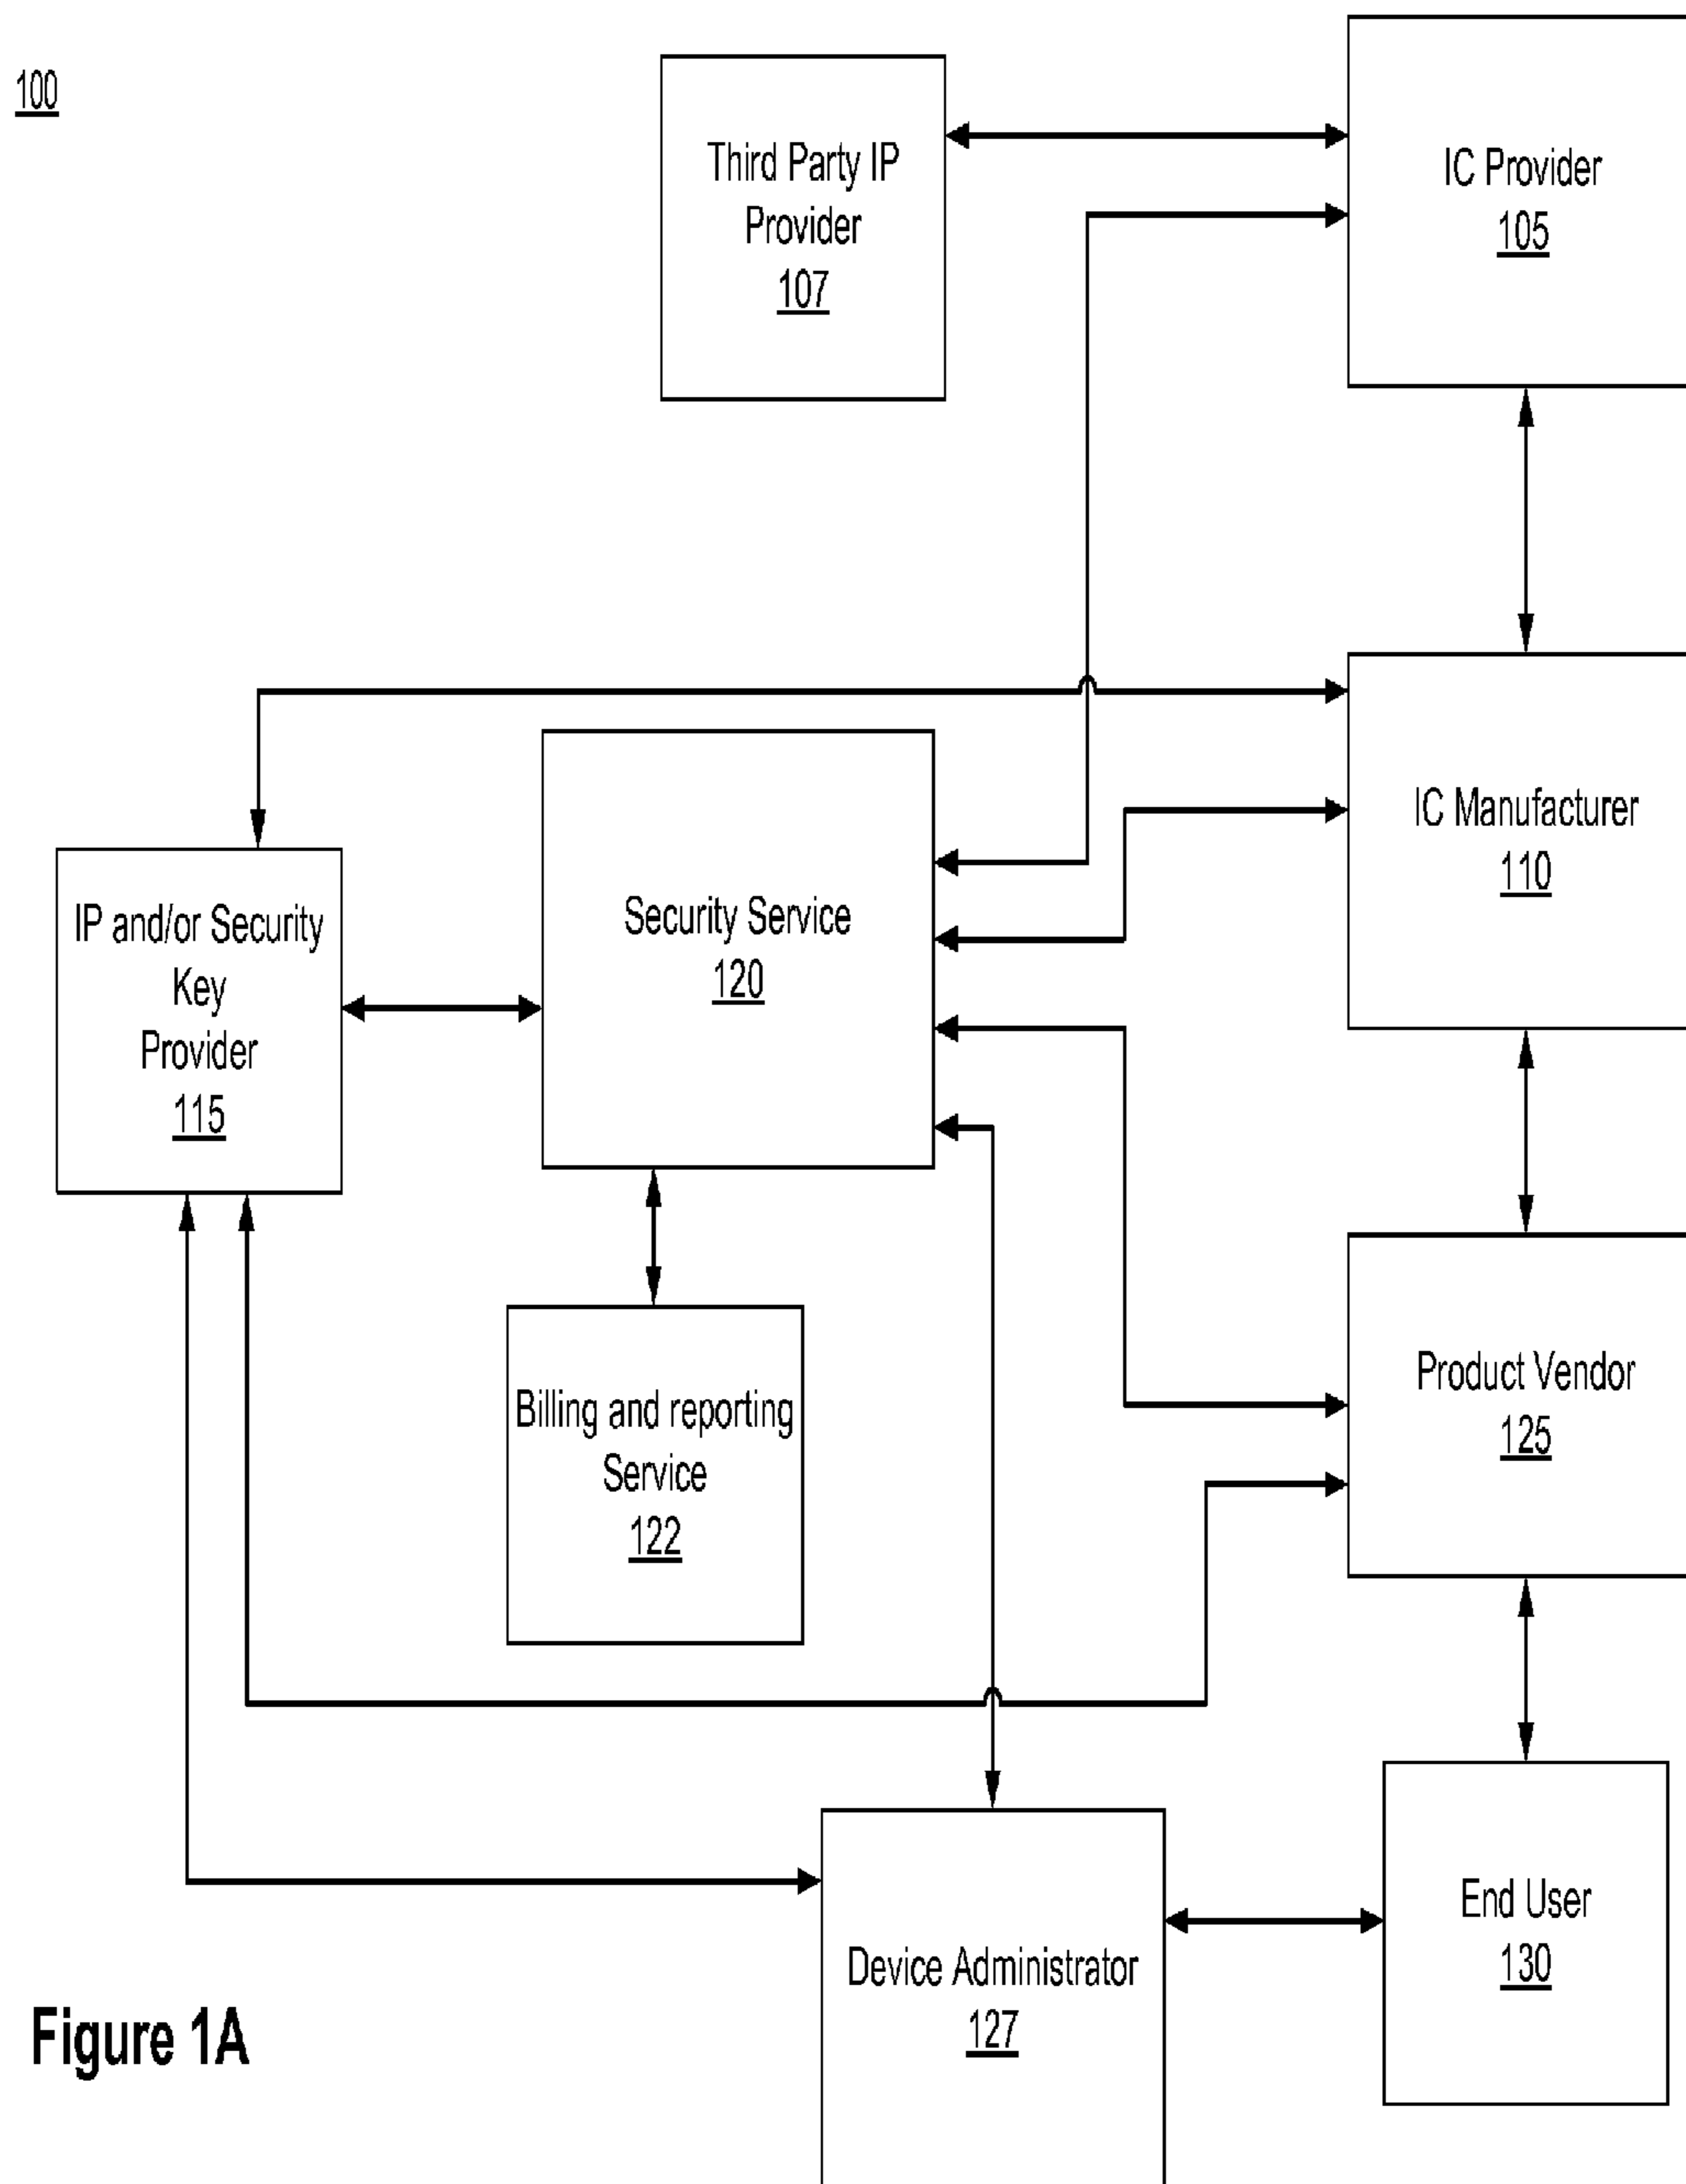 100
Third Party IP
Provider
107
IC Provider
105
IC Manufacturer
110
Security Service
120
IP and/or Security
Key
Provider
115
Billing and reporting
Service
122
Product Vendor
125
End User
130
Device Administrator
127
Figure 1A